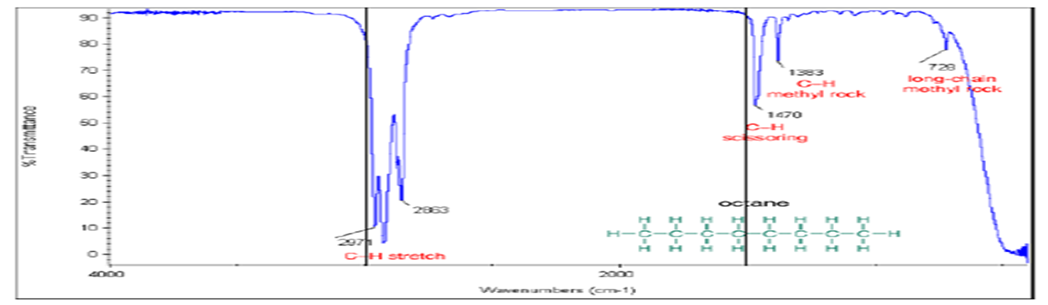 90
80
70
60
50
40
30
20
10
0
%Transmittance
1383
C-H
methyl rock
728
long-chain
methyl rock
1470
C-H
scissoring
2863
2971
C-H stretch
octane
H H H H H H H H
H-C-C-C-C-C-C-C-C-H
H H H H H H H H
4000
2000
Wavenumbers (cm-1)